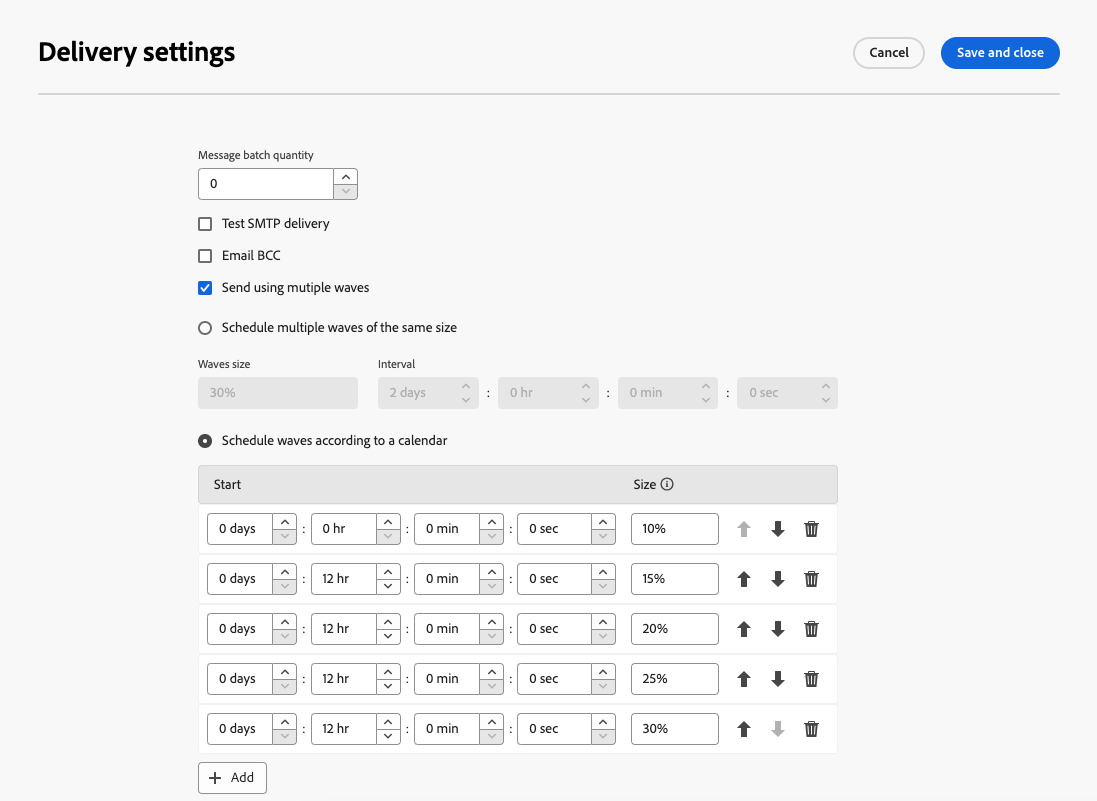 Delivery settings
Cancel
Save and close
Message batch quantity
0
Test SMTP delivery
Email BCC
Send using mutiple waves
Schedule multiple waves of the same size
Waves size Interval
30% 2 days : 0 hr : 0 min : 0 sec
Schedule waves according to a calendar
Start Size
0 days : 0 hr : 0 min : 0 sec 10%
0 days : 12 hr : 0 min : 0 sec 15%
0 days : 12 hr : 0 min : 0 sec 20%
0 days : 12 hr : 0 min : 0 sec 25%
0 days : 12 hr : 0 min : 0 sec 30%
+ Add